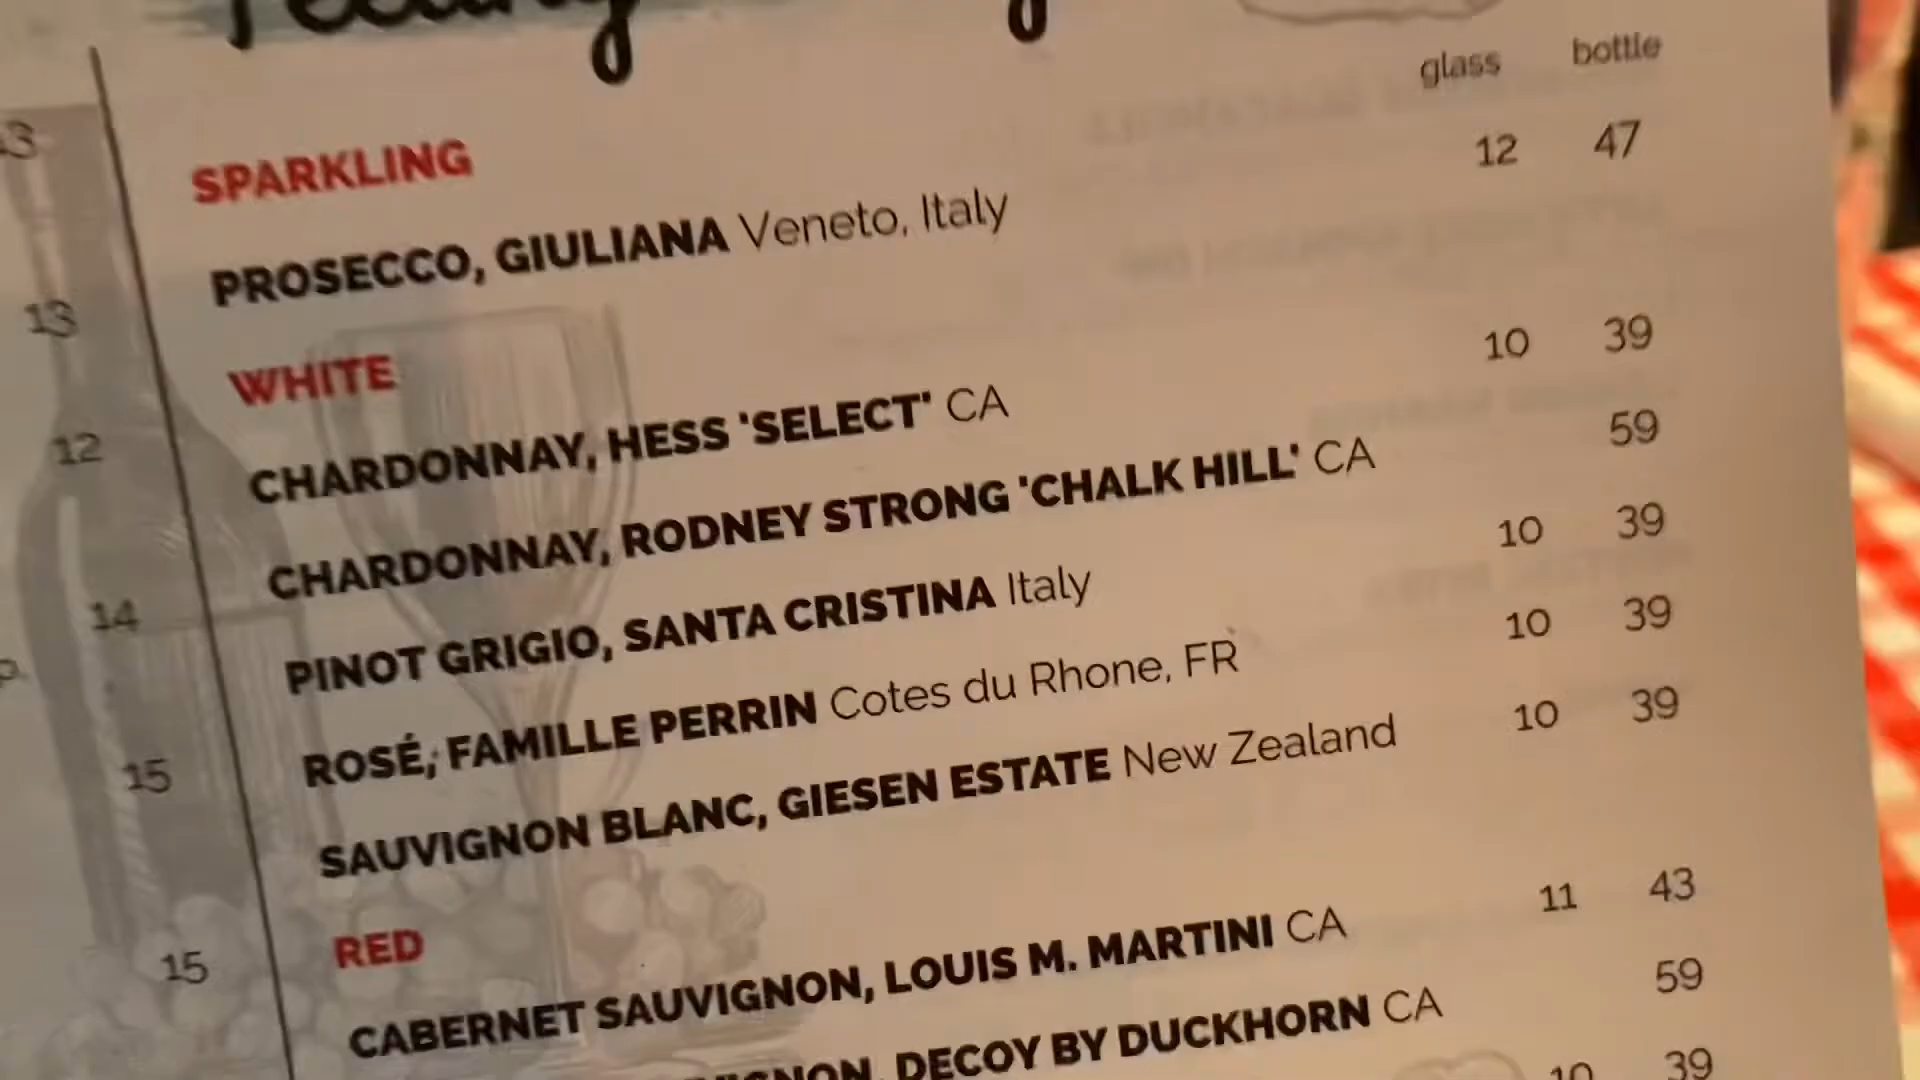 glass bottle
SPARKLING
PROSECCO, GIULIANA Veneto, Italy 12 47
WHITE
CHARDONNAY, HESS 'SELECT' CA 10 39
CHARDONNAY, RODNEY STRONG 'CHALK HILL' CA 59
PINOT GRIGIO, SANTA CRISTINA Italy 10 39
ROSÉ, FAMILLE PERRIN Cotes du Rhone, FR 10 39
SAUVIGNON BLANC, GIESEN ESTATE New Zealand 10 39
RED
CABERNET SAUVIGNON, LOUIS M. MARTINI CA 11 43
DECOY BY DUCKHORN CA 59
10 39
13
13
12
14
15
15